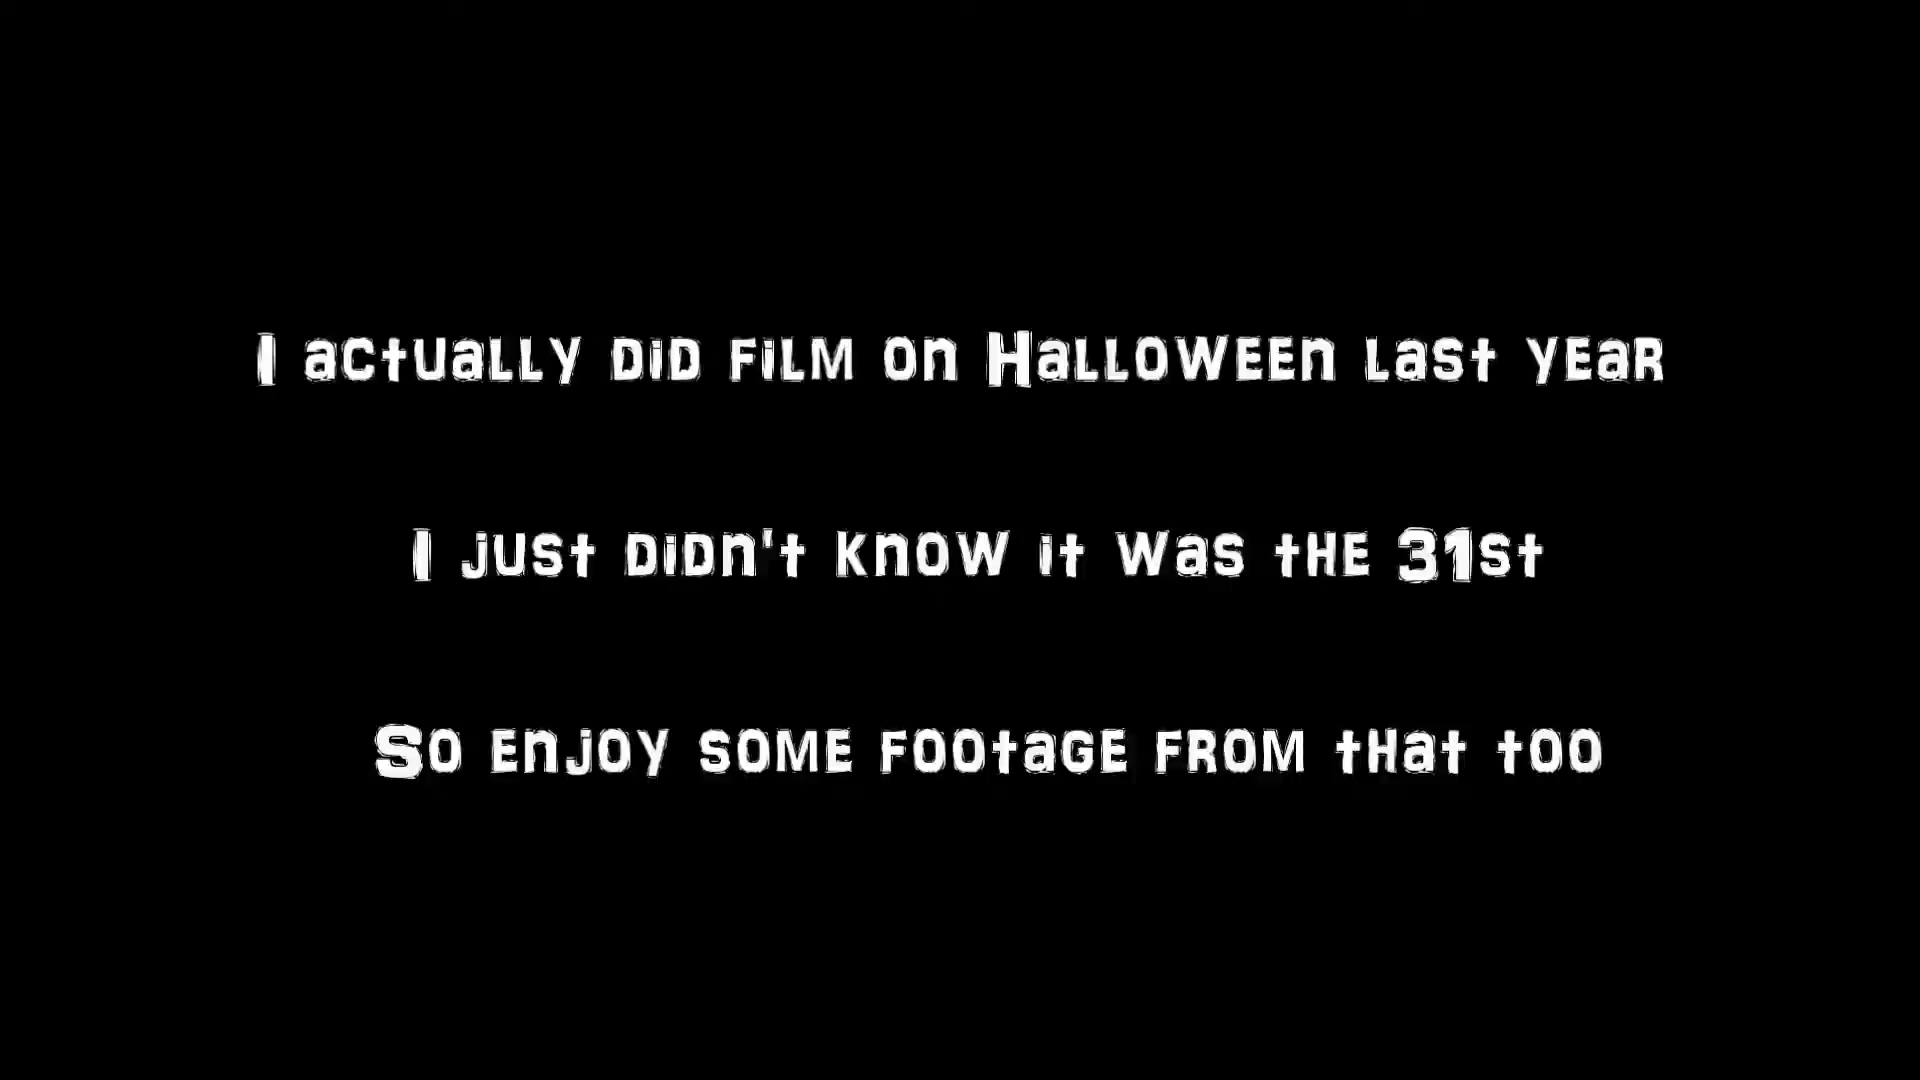 I actually did film on Halloween last year
I just didn't know it was the 31st
So enjoy some footage from that too